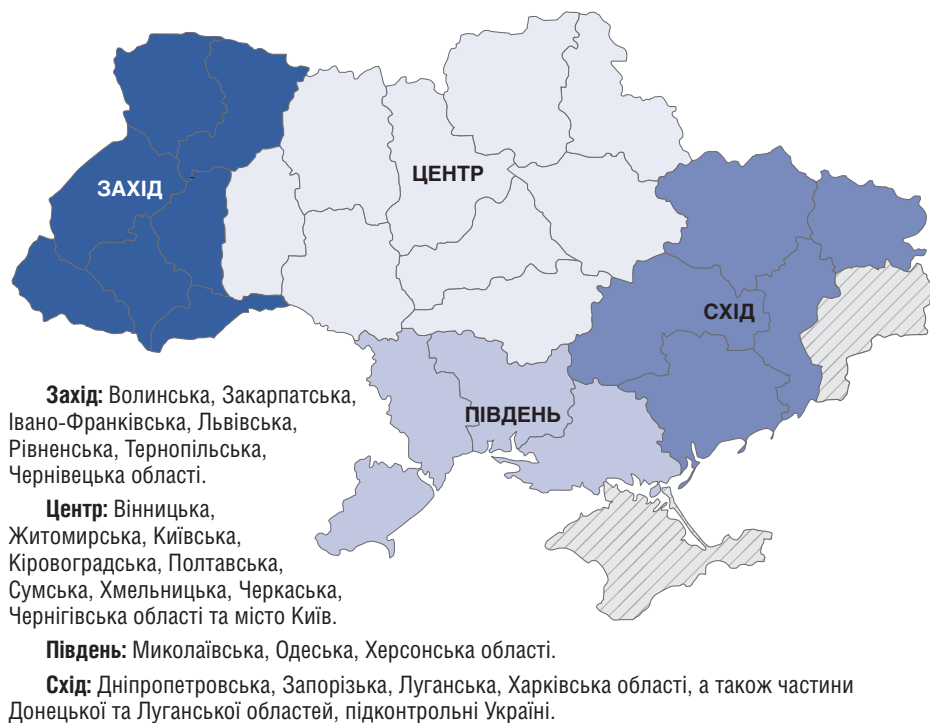 ЗАХІД
ЦЕНТР
СХІД
ПІВДЕНЬ
Захід: Волинська, Закарпатська,
Івано-Франківська, Львівська,
Рівненська, Тернопільська,
Чернівецька області.
Центр: Вінницька,
Житомирська, Київська,
Кіровоградська, Полтавська,
Сумська, Хмельницька, Черкаська,
Чернігівська області та місто Київ.
Південь: Миколаївська, Одеська, Херсонська області.
Схід: Дніпропетровська, Запорізька, Луганська, Харківська області, а також частини
Донецької та Луганської областей, підконтрольні Україні.